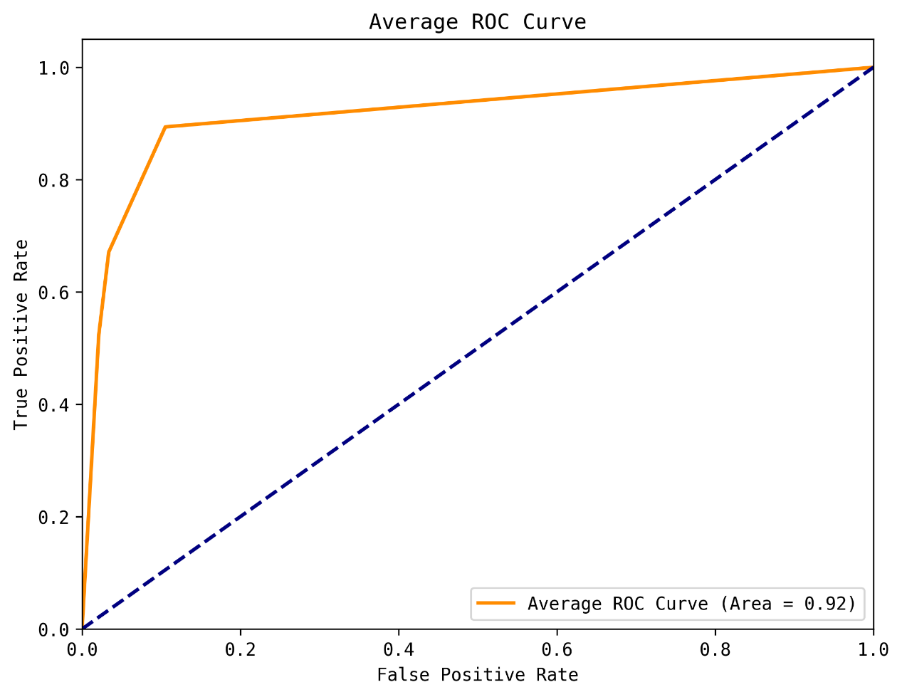 Average ROC Curve
True Positive Rate
1.0
0.8
0.6
0.4
0.2
0.0
Average ROC Curve (Area = 0.92)
0.0 0.2 0.4 0.6 0.8 1.0
False Positive Rate